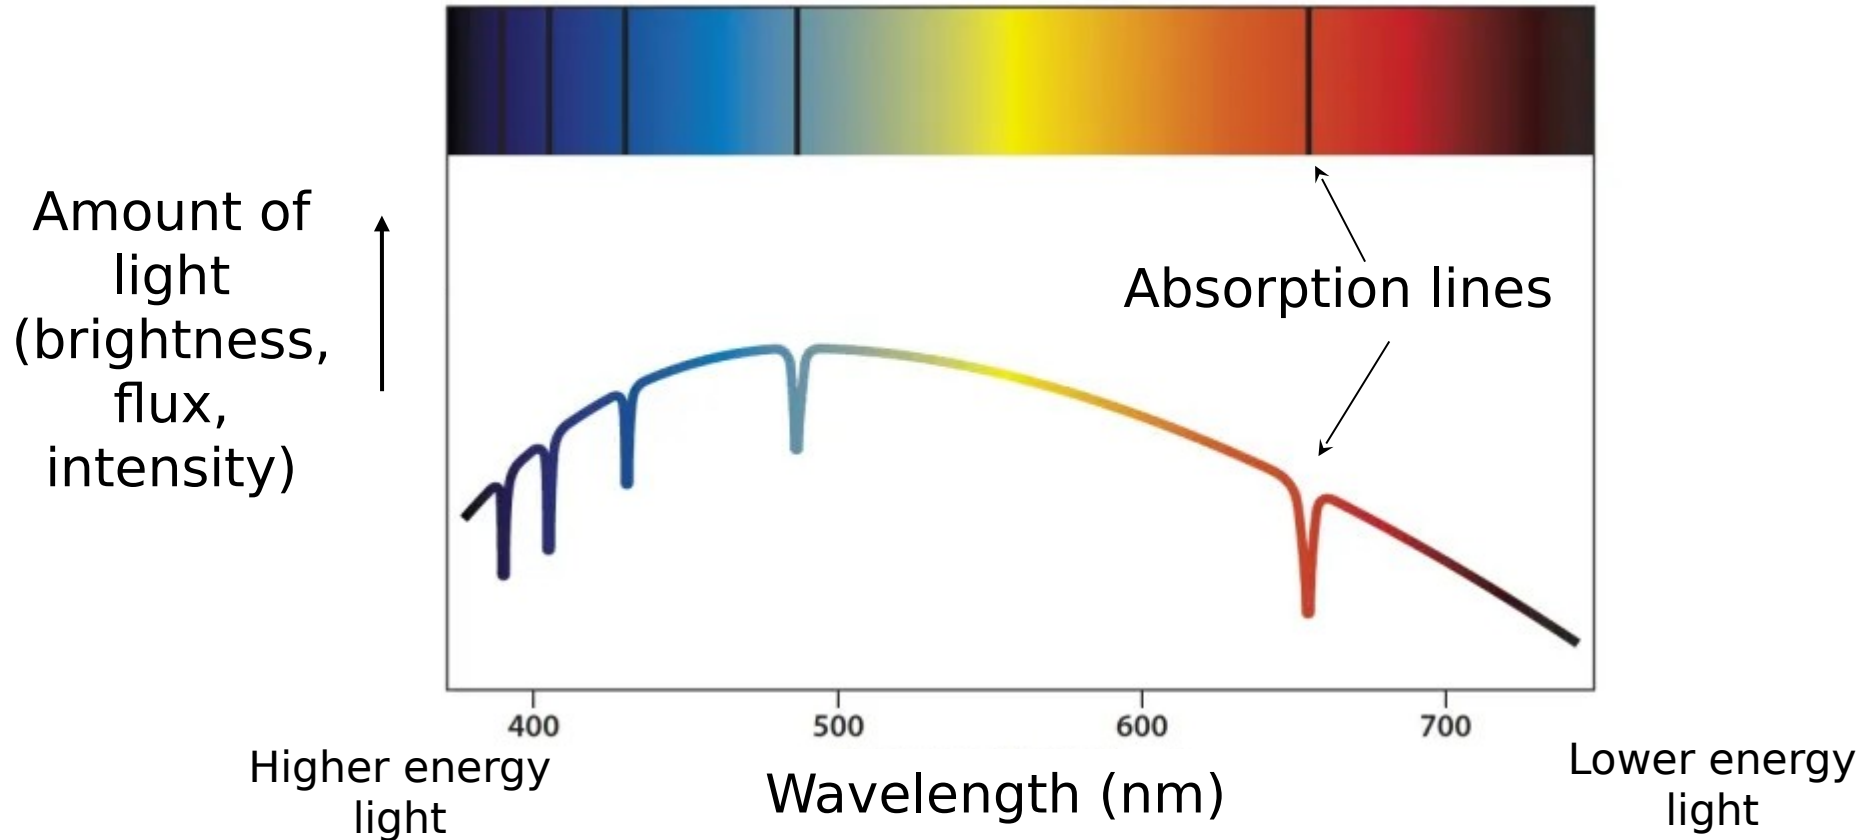 Amount of
light
(brightness,
flux,
intensity)
Absorption lines
400 500 600 700
Higher energy
light
Wavelength (nm)
Lower energy
light